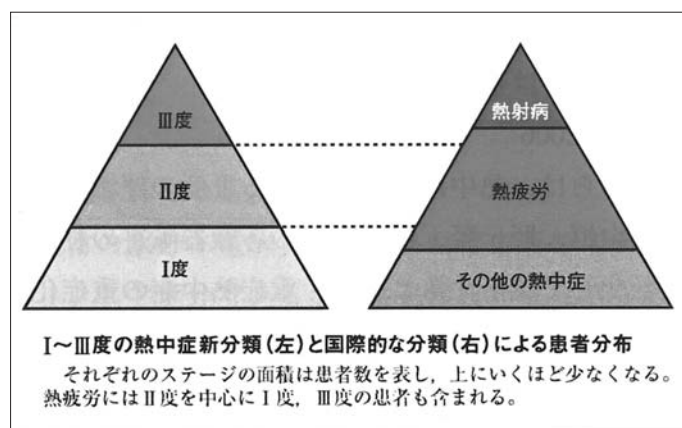 Ⅲ度
Ⅱ度
Ⅰ度
熱射病
熱疲労
その他の熱中症
Ⅰ〜Ⅲ度の熱中症新分類(左)と国際的な分類(右)による患者分布
それぞれのステージの面積は患者数を表し,上にいくほど少なくなる。
熱疲労にはⅡ度を中心にⅠ度,Ⅲ度の患者も含まれる。